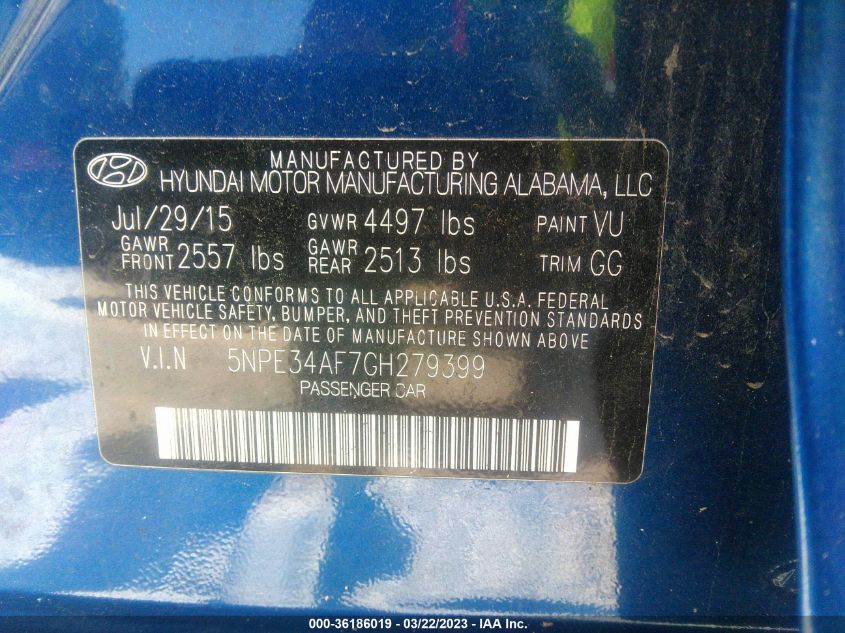 MANUFACTURED BY
HYUNDAI MOTOR MANUFACTURING ALABAMA, LLC
Jul/29/15 GVWR 4497 lbs PAINT VU
GAWR FRONT 2557 lbs GAWR REAR 2513 lbs TRIM GG
THIS VEHICLE CONFORMS TO ALL APPLICABLE U.S.A. FEDERAL
MOTOR VEHICLE SAFETY, BUMPER, AND THEFT PREVENTION STANDARDS
IN EFFECT ON THE DATE OF MANUFACTURE SHOWN ABOVE
V.I.N 5NPE34AF7GH279399
PASSENGER CAR
000-36186019 - 03/22/2023 - IAA Inc.